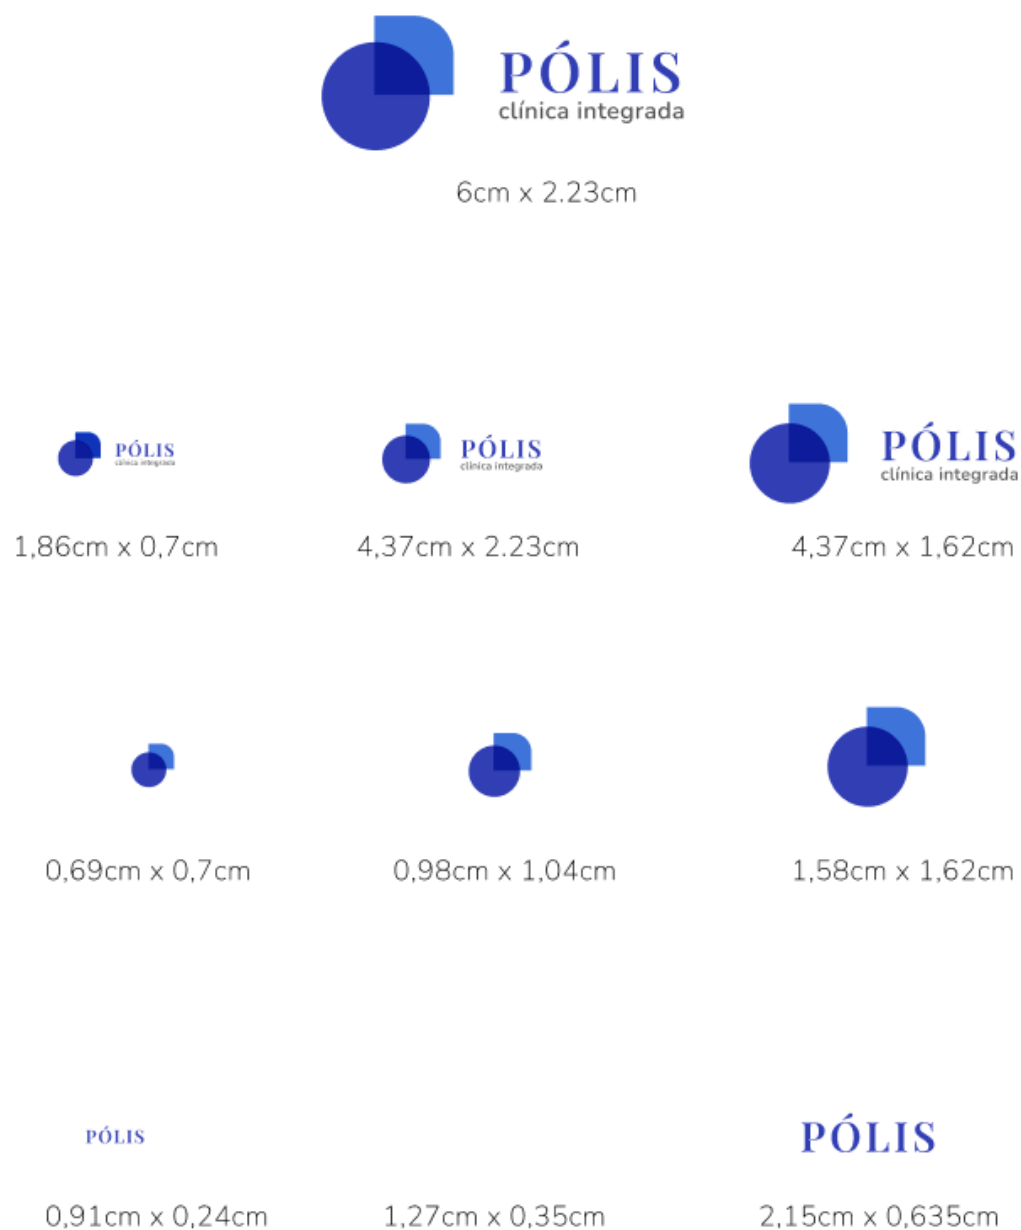 PÓLIS
clínica integrada
6cm x 2.23cm
PÓLIS
clínica integrada
PÓLIS
clínica integrada
PÓLIS
clínica integrada
1,86cm x 0,7cm
4,37cm x 2.23cm
4,37cm x 1,62cm
0,69cm x 0,7cm
0,98cm x 1,04cm
1,58cm x 1,62cm
PÓLIS
PÓLIS
0,91cm x 0,24cm
1,27cm x 0,35cm
2,15cm x 0,635cm